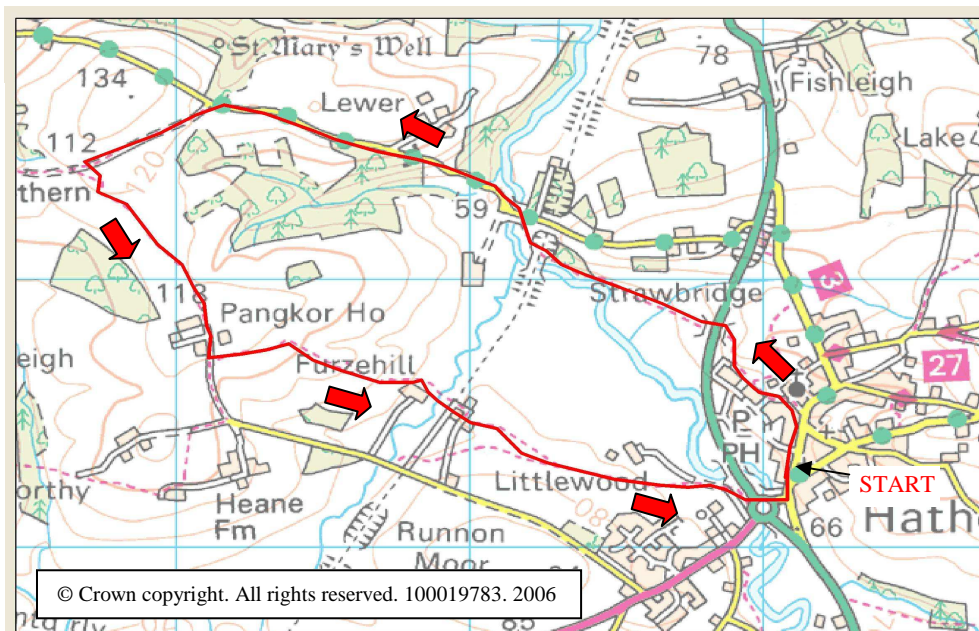 St Mary's Well
134
78
Fishleigh
Lewer
112
120
Lake
thern
59
3
118
Strawbridge
Pangkor Ho
eigh
Furzehill
27
P
+
PH
Littlewood
START
orthy
Heane
Fm
80
66
Hath
Runnon
Moor
© Crown copyright. All rights reserved. 100019783. 2006
85